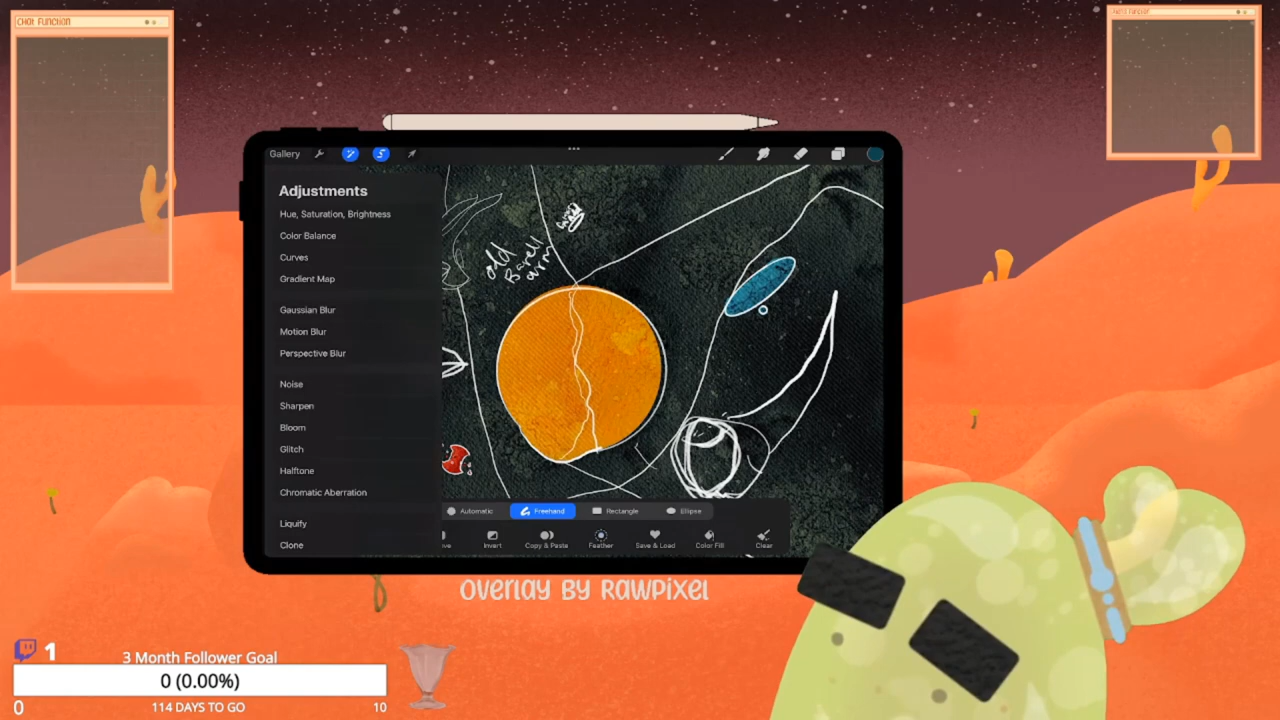 Chat Function
Gallery
Adjustments
Hue, Saturation, Brightness
Color Balance
Curves
Gradient Map
Gaussian Blur
Motion Blur
Perspective Blur
Noise
Sharpen
Bloom
Glitch
Halftone
Chromatic Aberration
Liquify
Clone
old
arm
Automatic
Freehand
Rectangle
Ellipse
Invert
Copy & Paste
Feather
Save & Load
Color Fill
Clear
Overlay by Rawpixel
1
3 Month Follower Goal
0 (0.00%)
0
114 DAYS TO GO
10